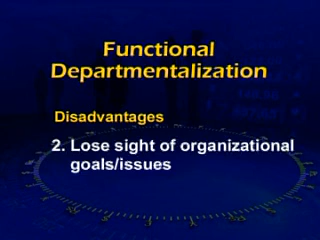 Functional
Departmentalization
Disadvantages
2. Lose sight of organizational
goals/issues